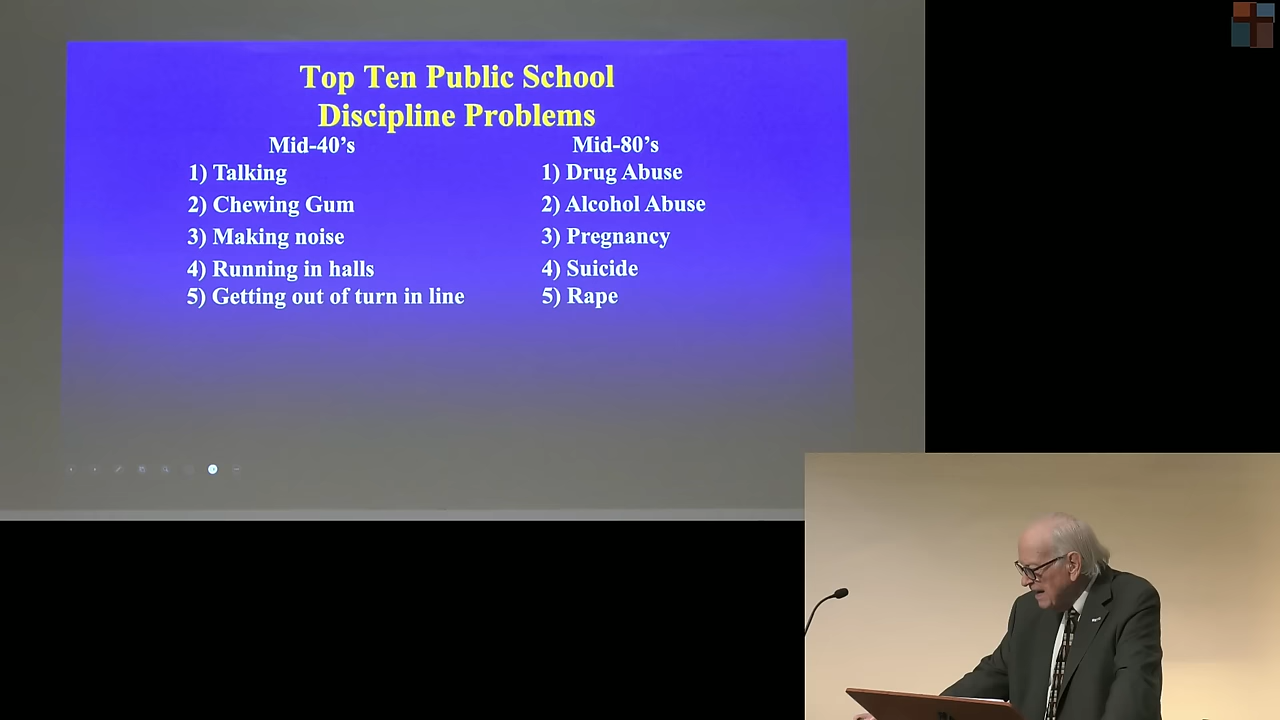 Top Ten Public School
Discipline Problems
Mid-40's
1) Talking
2) Chewing Gum
3) Making noise
4) Running in halls
5) Getting out of turn in line
Mid-80's
1) Drug Abuse
2) Alcohol Abuse
3) Pregnancy
4) Suicide
5) Rape